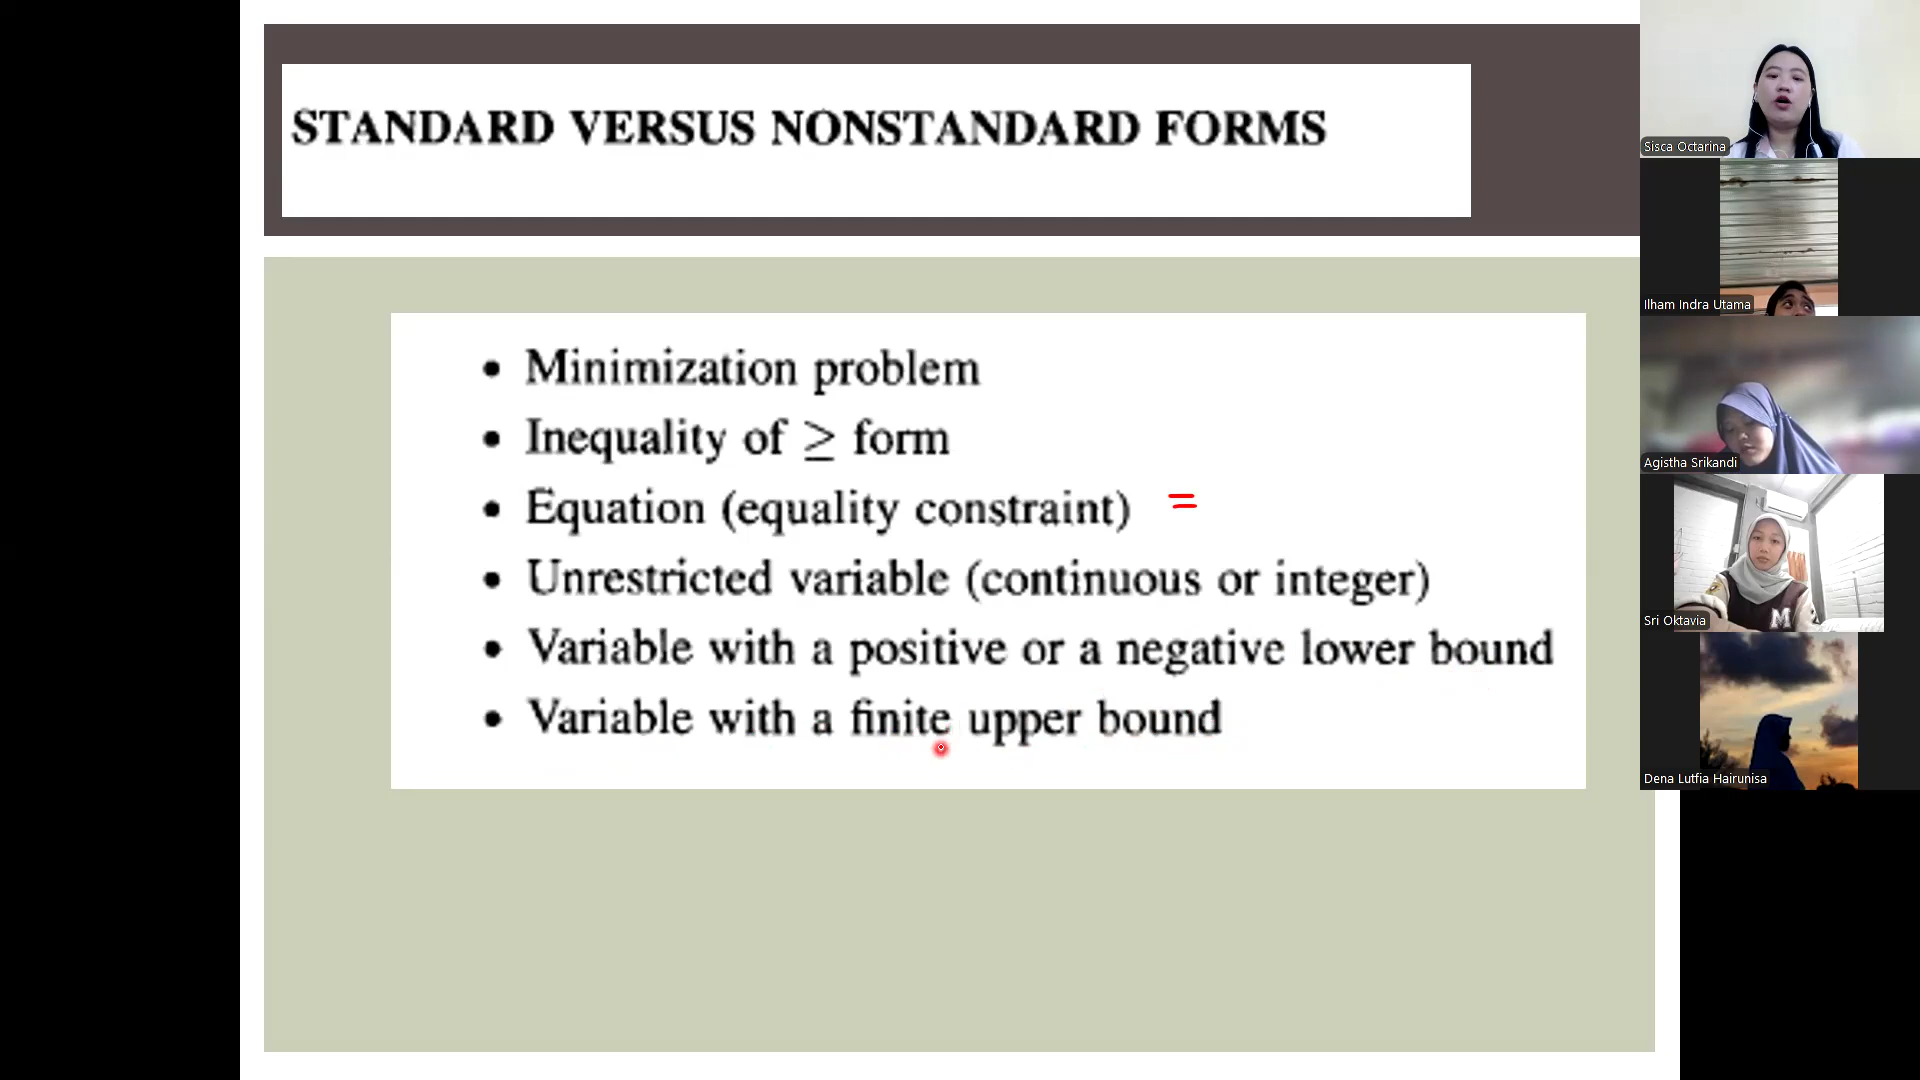 STANDARD VERSUS NONSTANDARD FORMS
• Minimization problem
• Inequality of ≥ form
• Equation (equality constraint) =
• Unrestricted variable (continuous or integer)
• Variable with a positive or a negative lower bound
• Variable with a finite upper bound
Sisca Octarina
Ilham Indra Utama
Agistha Srikandi
Sri Oktavia
M
Dena Lutfia Hairunisa